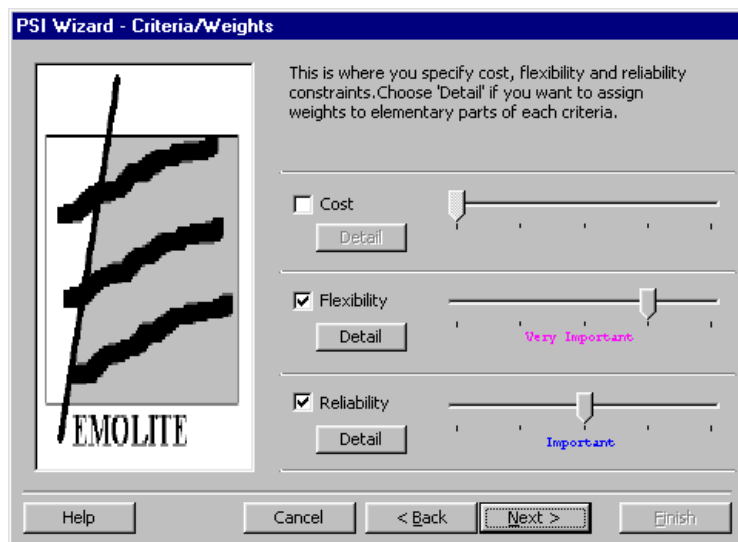 PSI Wizard - Criteria/Weights
This is where you specify cost, flexibility and reliability
constraints.Choose 'Detail' if you want to assign
weights to elementary parts of each criteria.
Cost
Detail
Flexibility
Detail
Very Important
Reliability
Detail
Important
EMOLITE
Help
Cancel
< Back
Next >
Finish